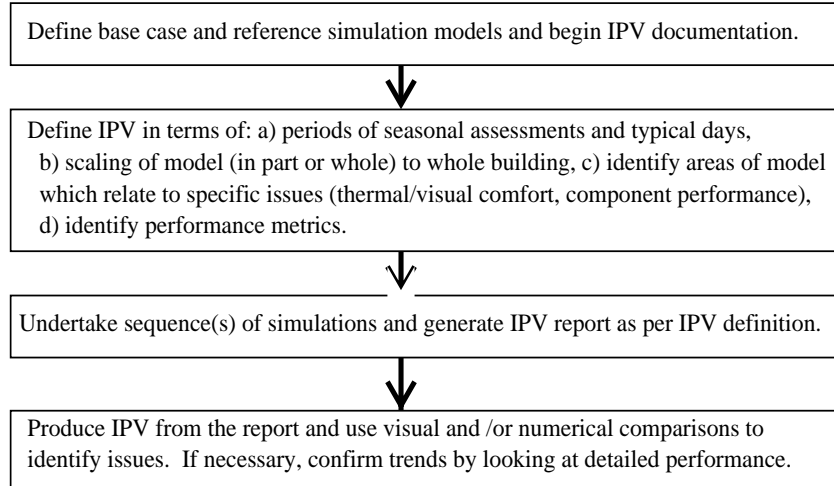 Define base case and reference simulation models and begin IPV documentation.
Define IPV in terms of: a) periods of seasonal assessments and typical days,
b) scaling of model (in part or whole) to whole building, c) identify areas of model
which relate to specific issues (thermal/visual comfort, component performance),
d) identify performance metrics.
Undertake sequence(s) of simulations and generate IPV report as per IPV definition.
Produce IPV from the report and use visual and /or numerical comparisons to
identify issues.  If necessary, confirm trends by looking at detailed performance.